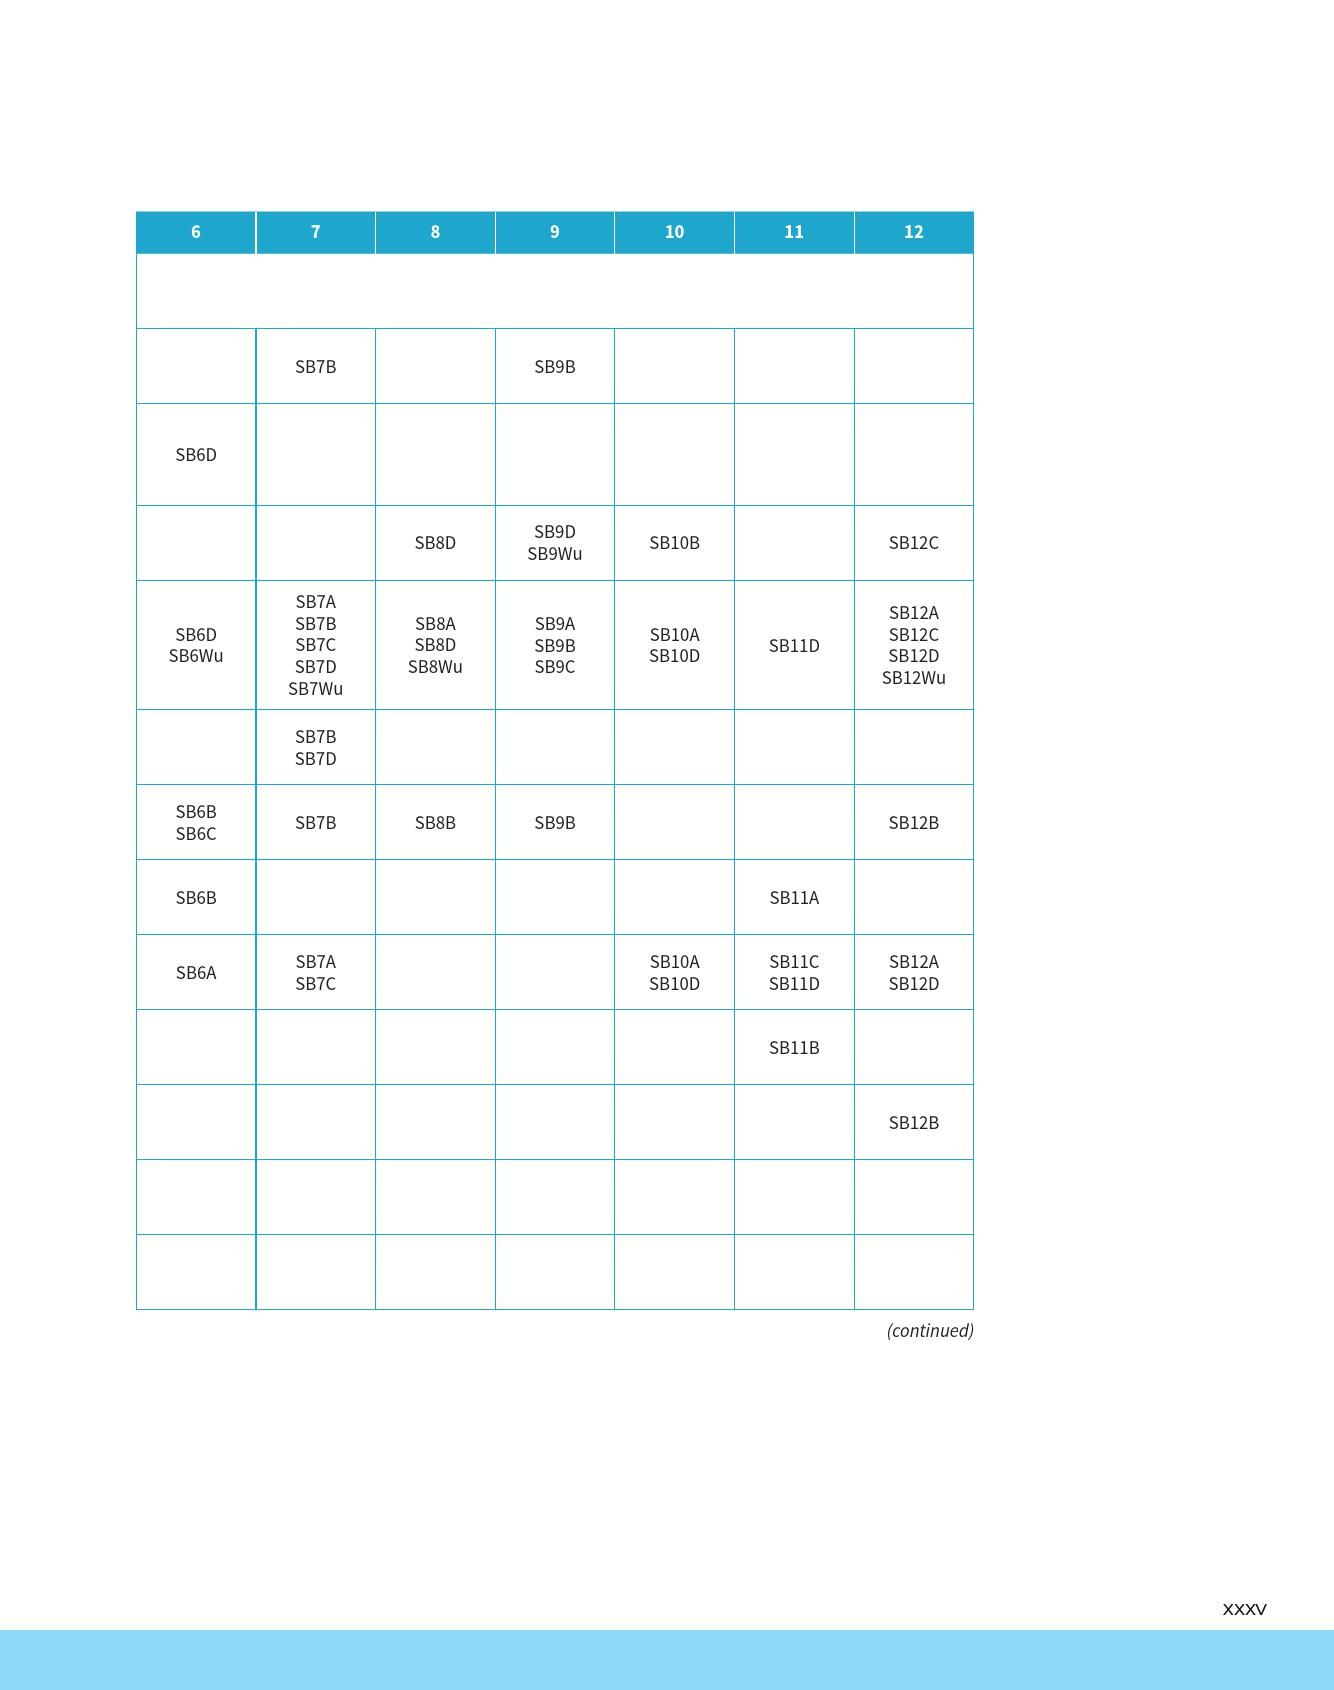 6 7 8 9 10 11 12
SB7B SB9B
SB6D
SB8D SB9D SB10B SB12C
SB9Wu
SB7A
SB12A
SB7B SB8A SB9A
SB6D SB10A SB12C
SB7C SB8D SB9B SB11D
SB6Wu SB10D SB12D
SB7D SB8Wu SB9C
SB12Wu
SB7Wu
SB7B
SB7D
SB6B
SB7B SB8B SB9B SB12B
SB6C
SB6B SB11A
SB7A SB10A SB11C SB12A
SB6A
SB7C SB10D SB11D SB12D
SB11B
SB12B
(continued)
XXXV